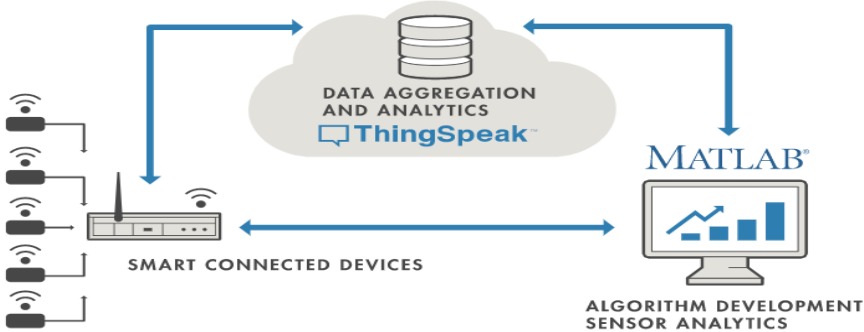 DATA AGGREGATION
AND ANALYTICS
ThingSpeak™
MATLAB®
SMART CONNECTED DEVICES
ALGORITHM DEVELOPMENT
SENSOR ANALYTICS